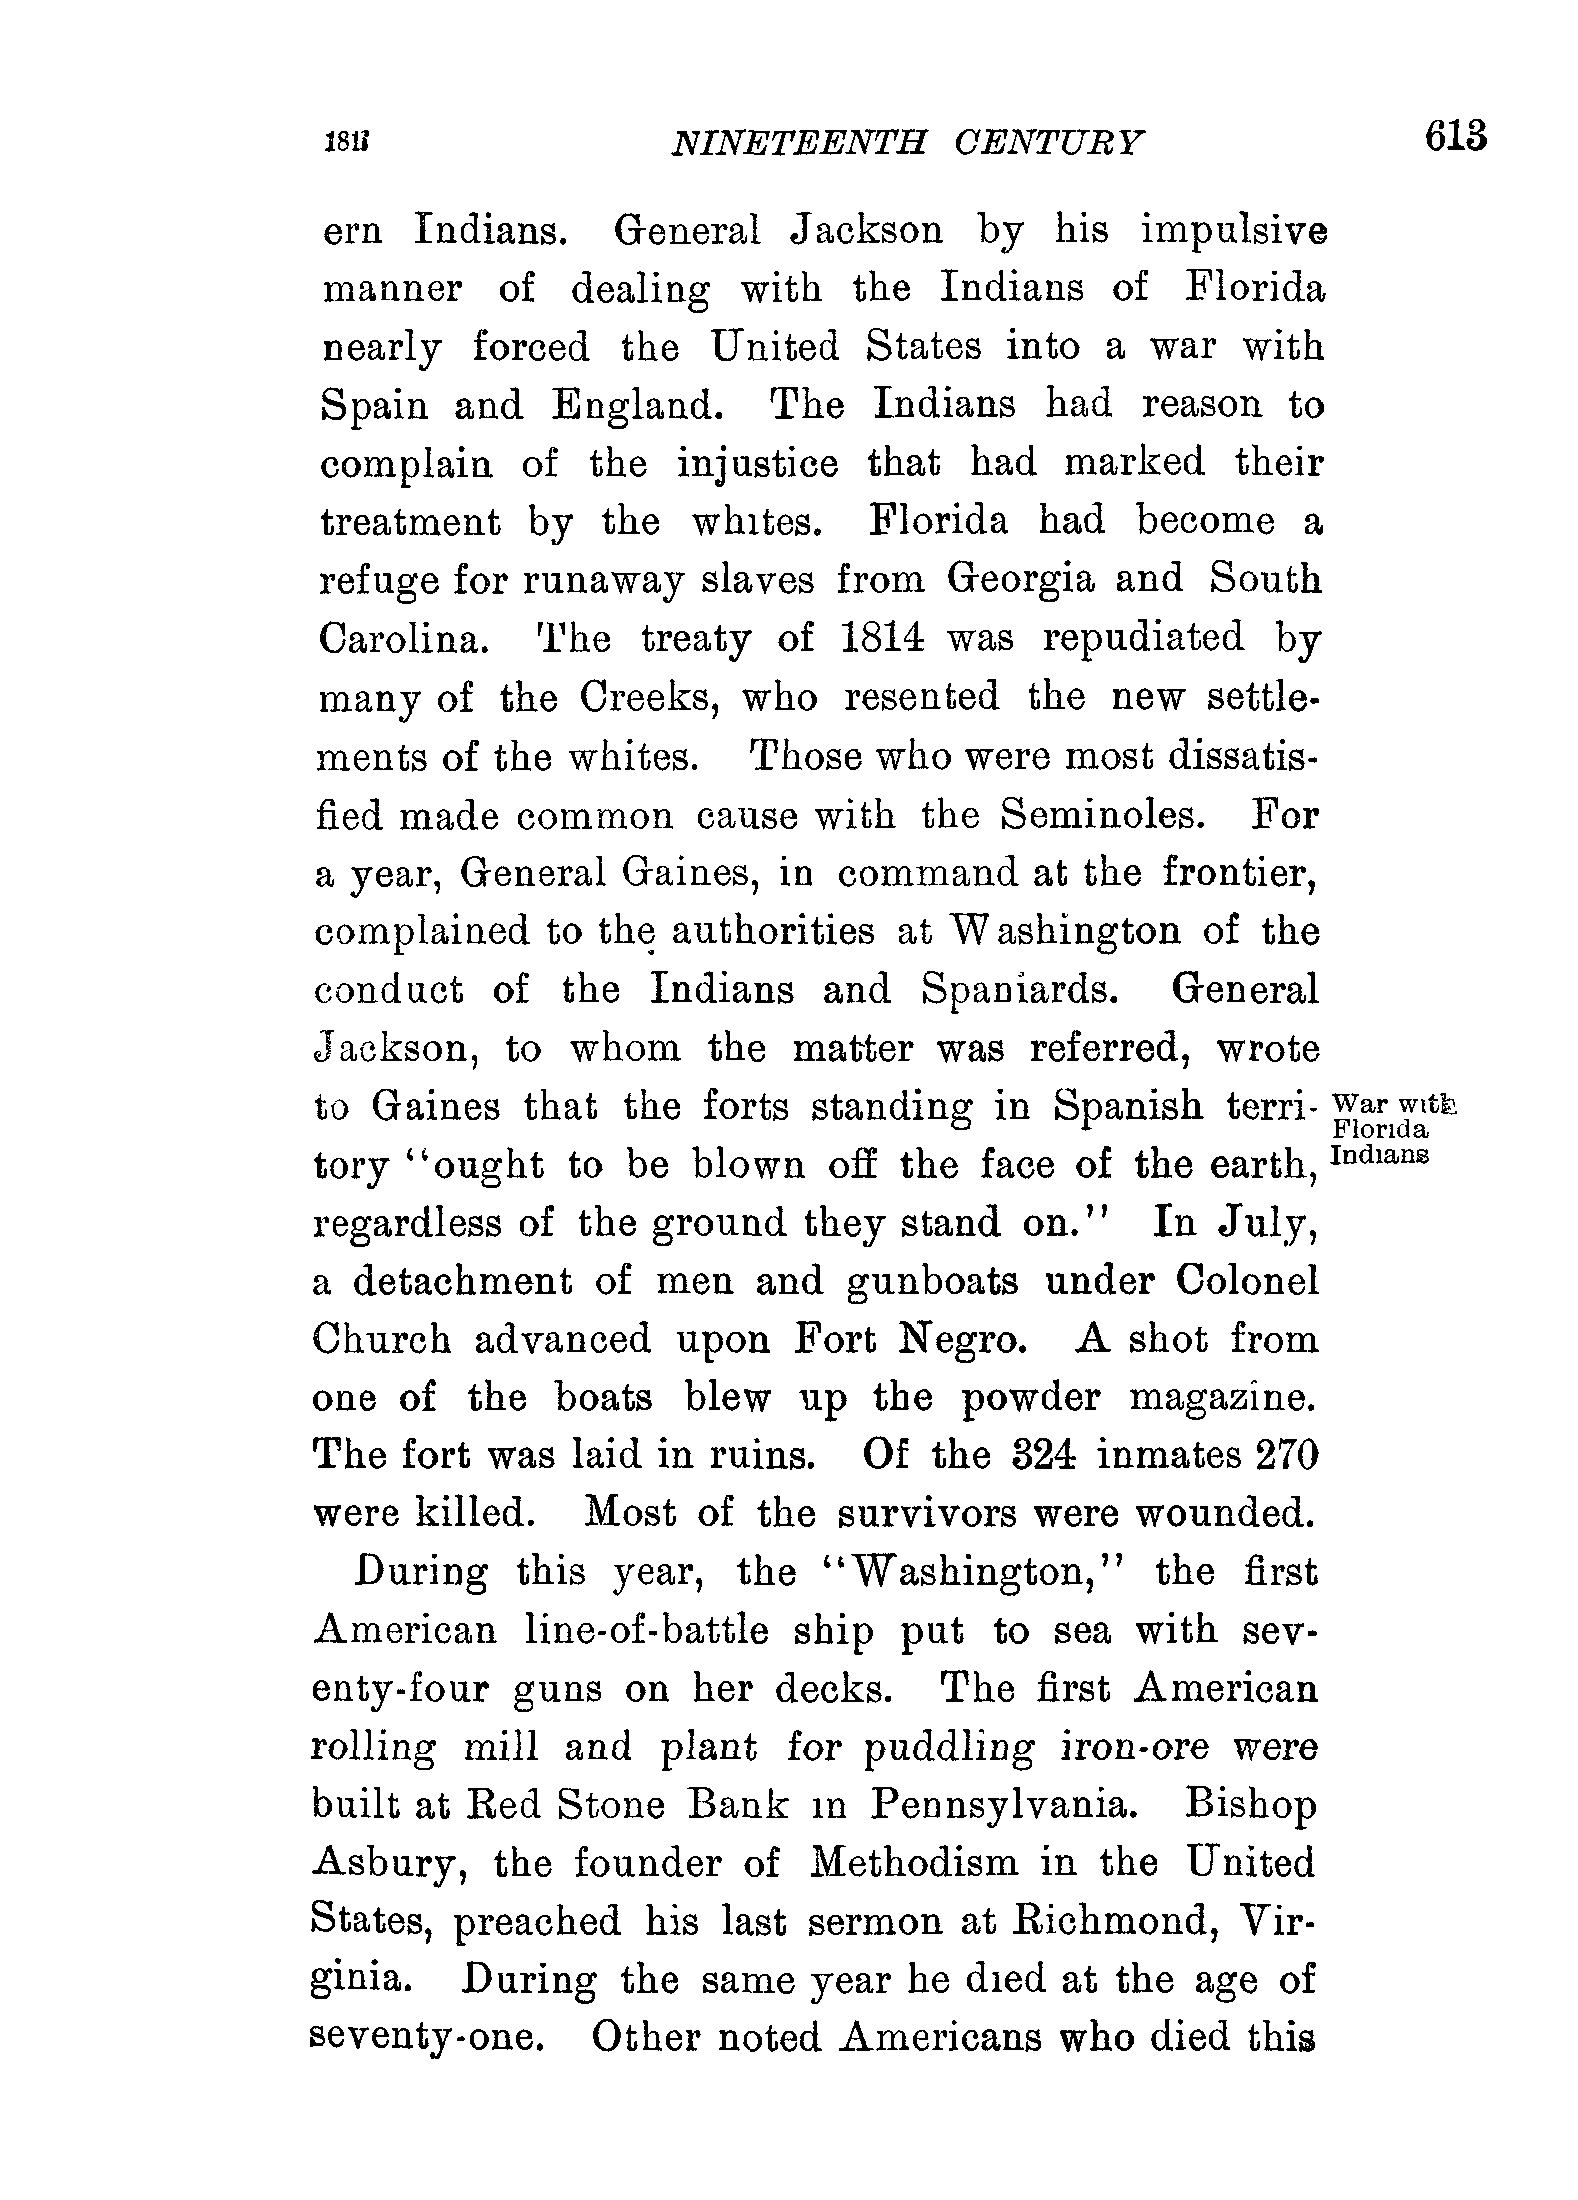 NINETEENTH CENTURY 613
ern Indians. General Jackson by his impulsive
manner of dealing with the Indians of Florida
nearly forced the United States into a war with
Spain and England. The Indians had reason to
complain of the injustice that had marked their
treatment by the whites. Florida had become a
refuge for runaway slaves from Georgia and South
Carolina. The treaty of 1814 was repudiated by
many of the Creeks, who resented the new settle-
ments of the whites. Those who were most dissatis-
fied made common cause with the Seminoles. For
a year, General Gaines, in command at the frontier,
complained to the authorities at Washington of the
conduct of the Indians and Spaniards. General
Jackson, to whom the matter was referred, wrote
to Gaines that the forts standing in Spanish terri-
tory "ought to be blown off the face of the earth,
regardless of the ground they stand on." In July,
a detachment of men and gunboats under Colonel
Church advanced upon Fort Negro. A shot from
one of the boats blew up the powder magazine.
The fort was laid in ruins. Of the 324 inmates 270
were killed. Most of the survivors were wounded.
During this year, the "Washington," the first
American line-of-battle ship put to sea with sev-
enty-four guns on her decks. The first American
rolling mill and plant for puddling iron-ore were
built at Red Stone Bank in Pennsylvania. Bishop
Asbury, the founder of Methodism in the United
States, preached his last sermon at Richmond, Vir-
ginia. During the same year he died at the age of
seventy-one. Other noted Americans who died this
War with
Florida
Indians